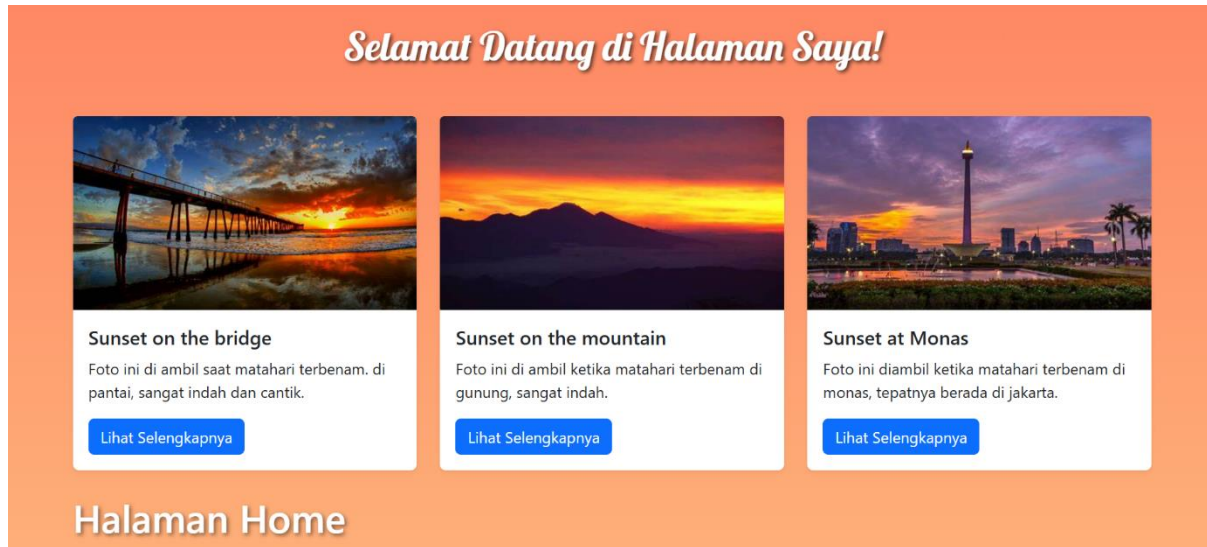 Selamat Datang di Halaman Saya!
Sunset on the bridge
Foto ini di ambil saat matahari terbenam. di
pantai, sangat indah dan cantik.
Lihat Selengkapnya
Sunset on the mountain
Foto ini di ambil ketika matahari terbenam di
gunung, sangat indah.
Lihat Selengkapnya
Sunset at Monas
Foto ini diambil ketika matahari terbenam di
monas, tepatnya berada di jakarta.
Lihat Selengkapnya
Halaman Home